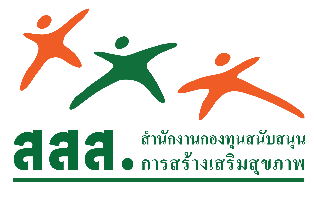 สสส. สำนักงานกองทุนสนับสนุน
การสร้างเสริมสุขภาพ